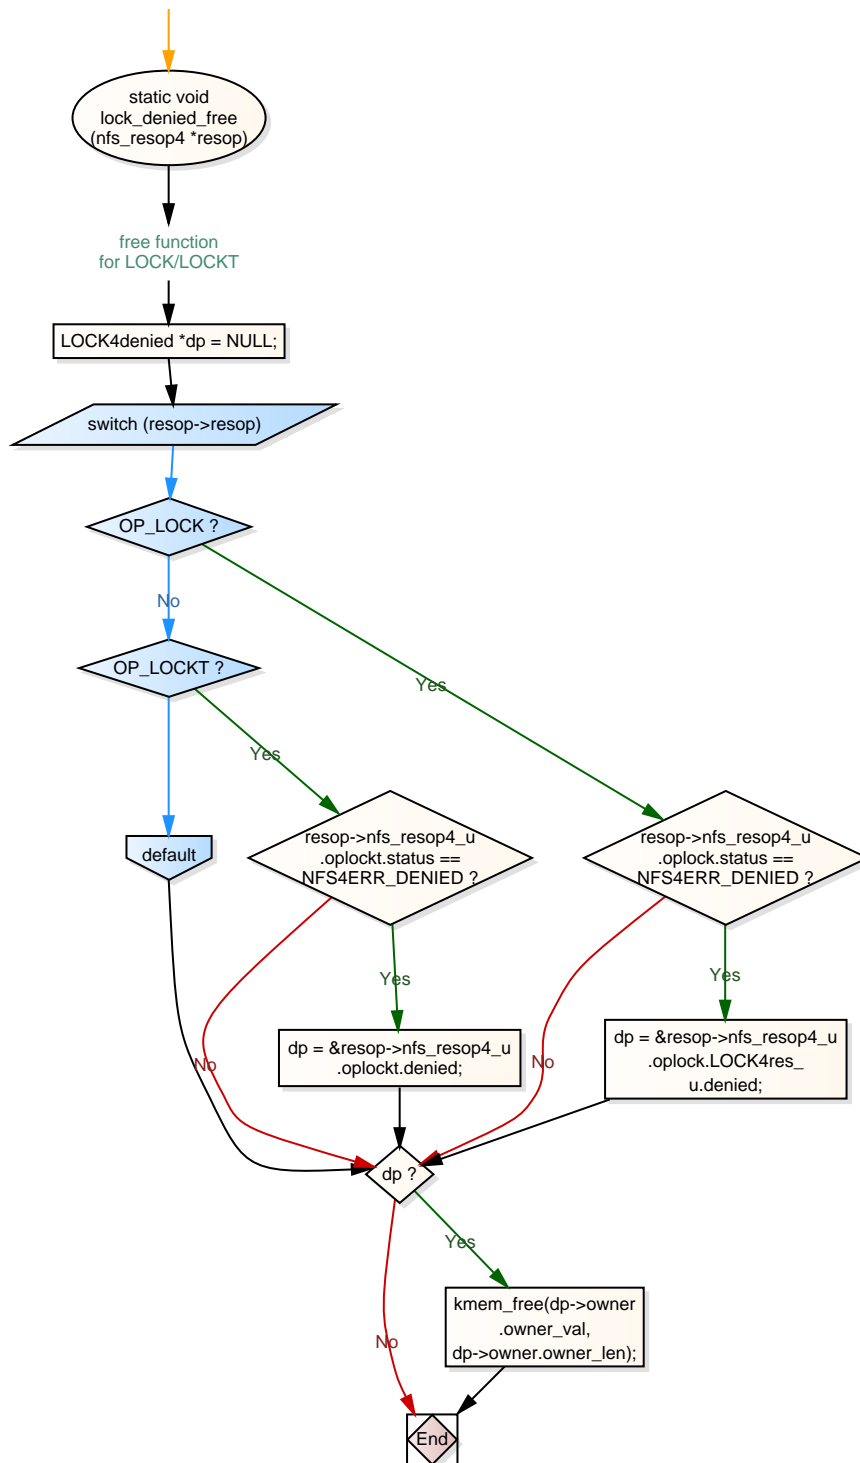 static void
lock_denied_free
(nfs_resop4 *resop)
free function
for LOCK/LOCKT
LOCK4denied *dp = NULL;
switch (resop->resop)
OP_LOCK ?
No
OP_LOCKT ?
Yes
Yes
resop->nfs_resop4_u
.oplockt.status ==
NFS4ERR_DENIED ?
resop->nfs_resop4_u
.oplock.status ==
NFS4ERR_DENIED ?
default
Yes
Yes
dp = &resop->nfs_resop4_u
.oplockt.denied;
dp = &resop->nfs_resop4_u
.oplock.LOCK4res_
u.denied;
No
No
dp ?
Yes
kmem_free(dp->owner
.owner_val,
dp->owner.owner_len);
No
End